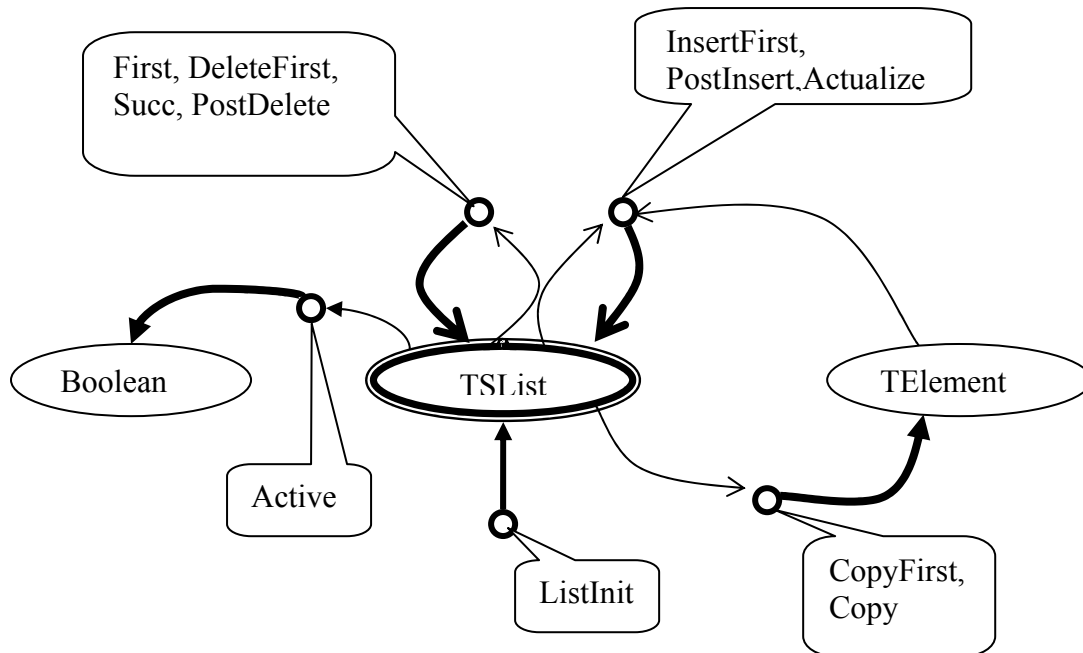 First, DeleteFirst,
Succ, PostDelete
InsertFirst,
PostInsert,Actualize
Boolean
TSList
TElement
Active
ListInit
CopyFirst,
Copy